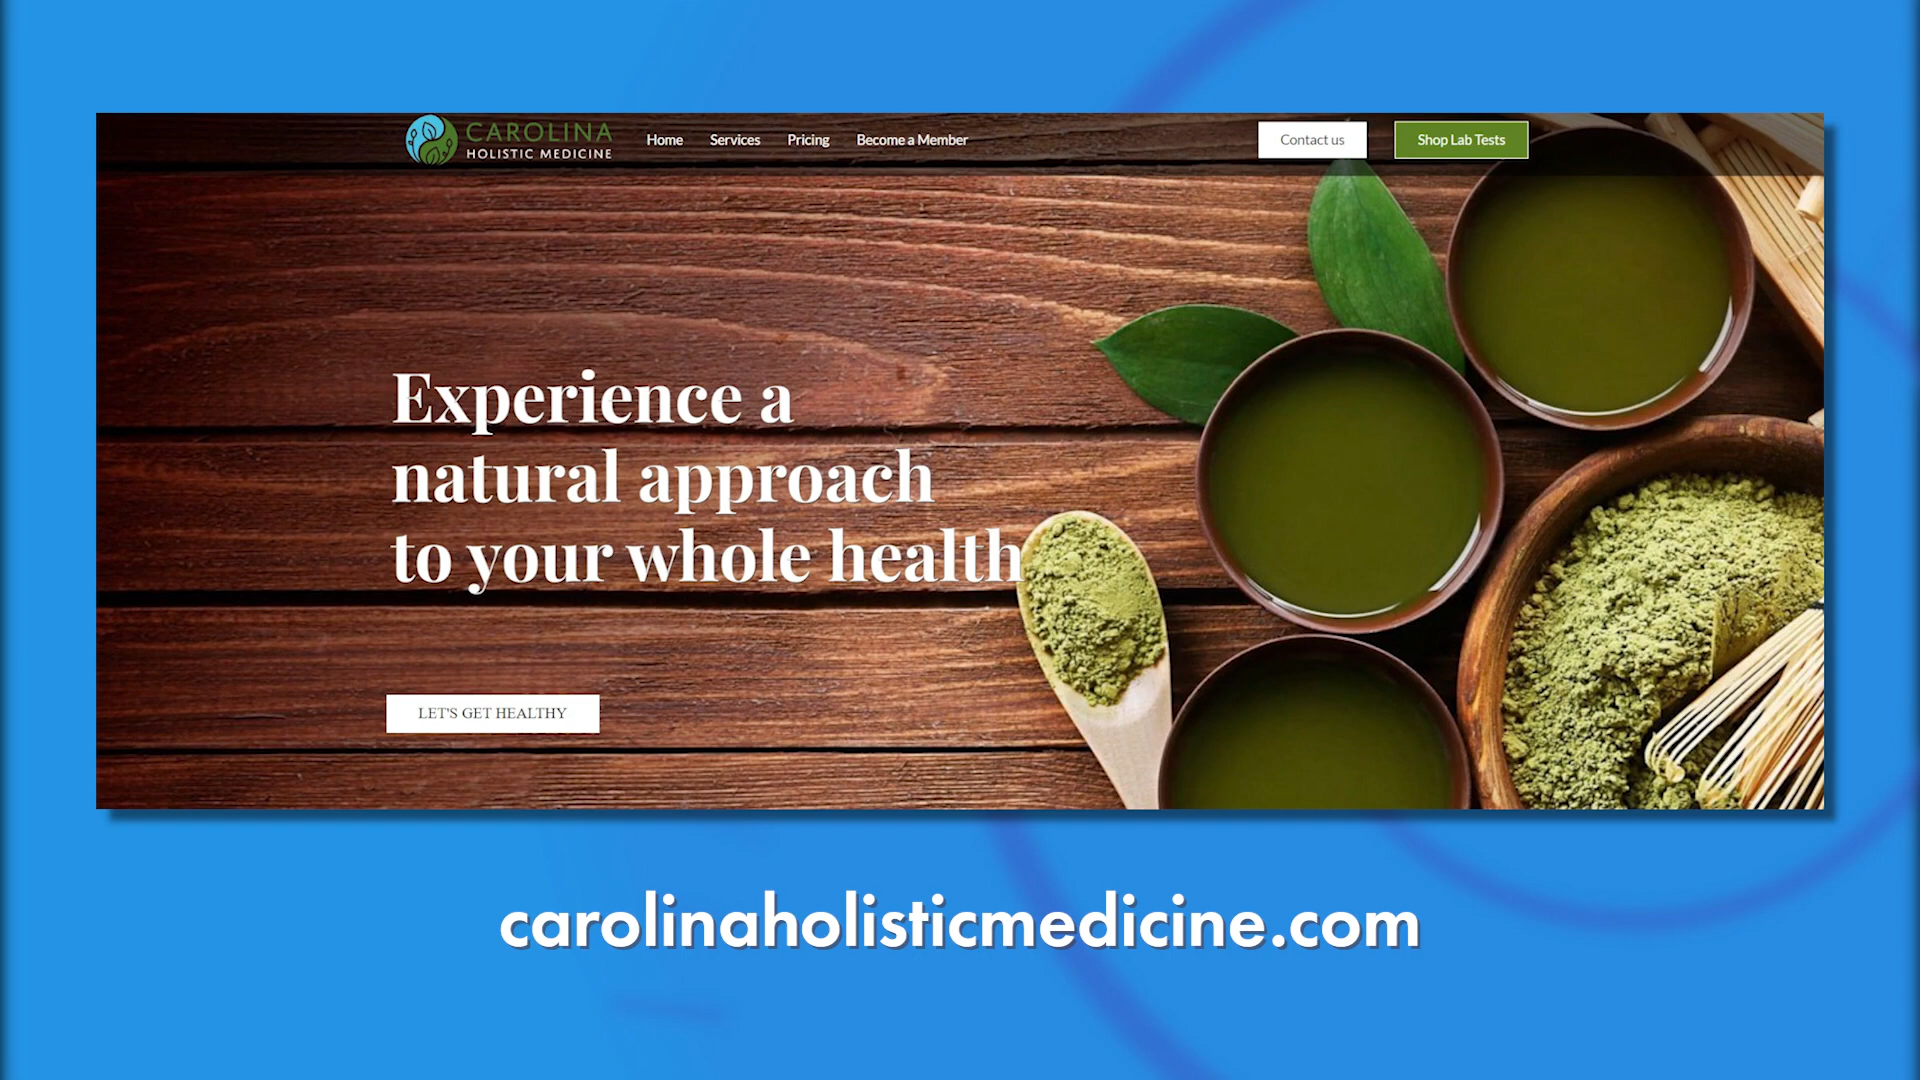 CAROLINA
HOLISTIC MEDICINE
Home Services Pricing Become a Member
Contact us
Shop Lab Tests
Experience a
natural approach
to your whole health
LET'S GET HEALTHY
carolinaholisticmedicine.com